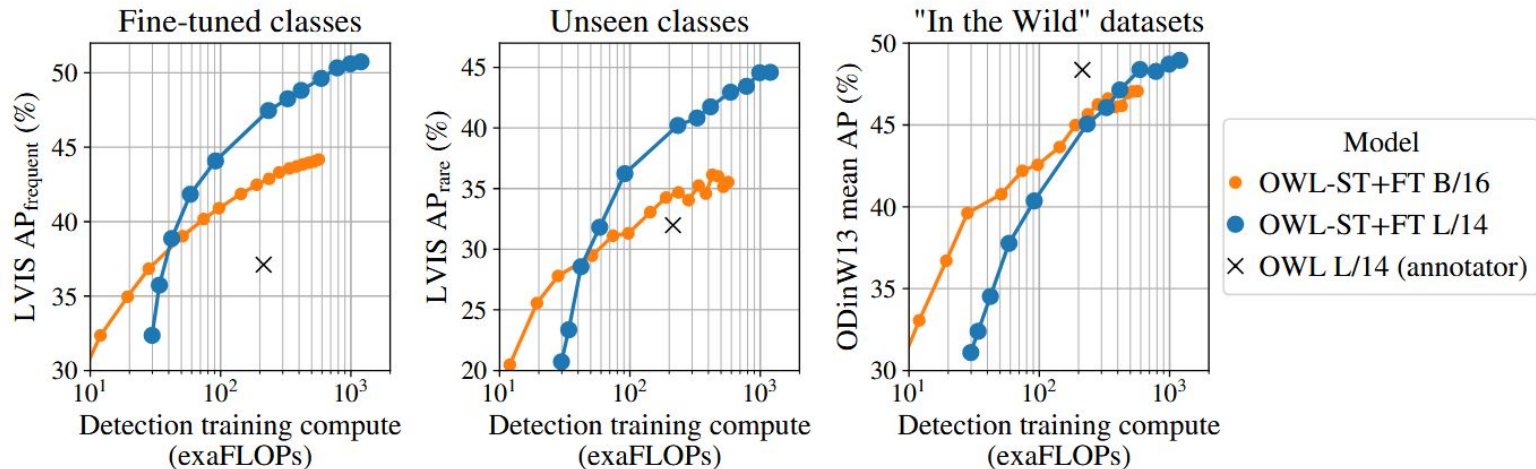 Fine-tuned classes
LVIS AP_frequent (%)
50
45
40
35
30
10^1
10^2
10^3
Detection training compute
(exaFLOPs)
Unseen classes
LVIS AP_rare (%)
45
40
35
30
25
20
10^1
10^2
10^3
Detection training compute
(exaFLOPs)
"In the Wild" datasets
ODinW13 mean AP (%)
50
45
40
35
30
10^1
10^2
10^3
Detection training compute
(exaFLOPs)
Model
OWL-ST+FT B/16
OWL-ST+FT L/14
OWL L/14 (annotator)